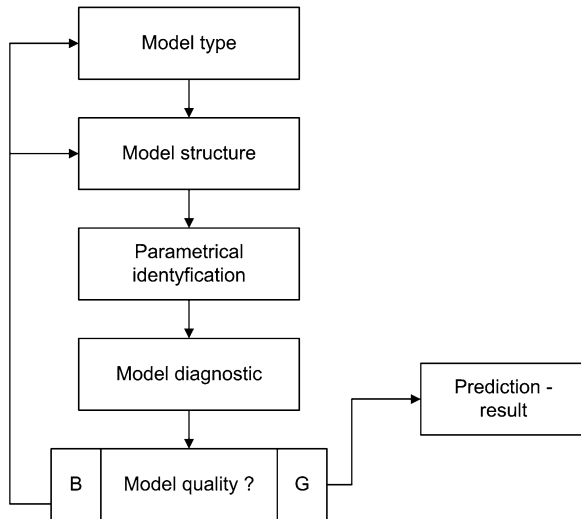 Model type
Model structure
Parametrical
identyfication
Model diagnostic
Prediction -
result
B
Model quality ?
G